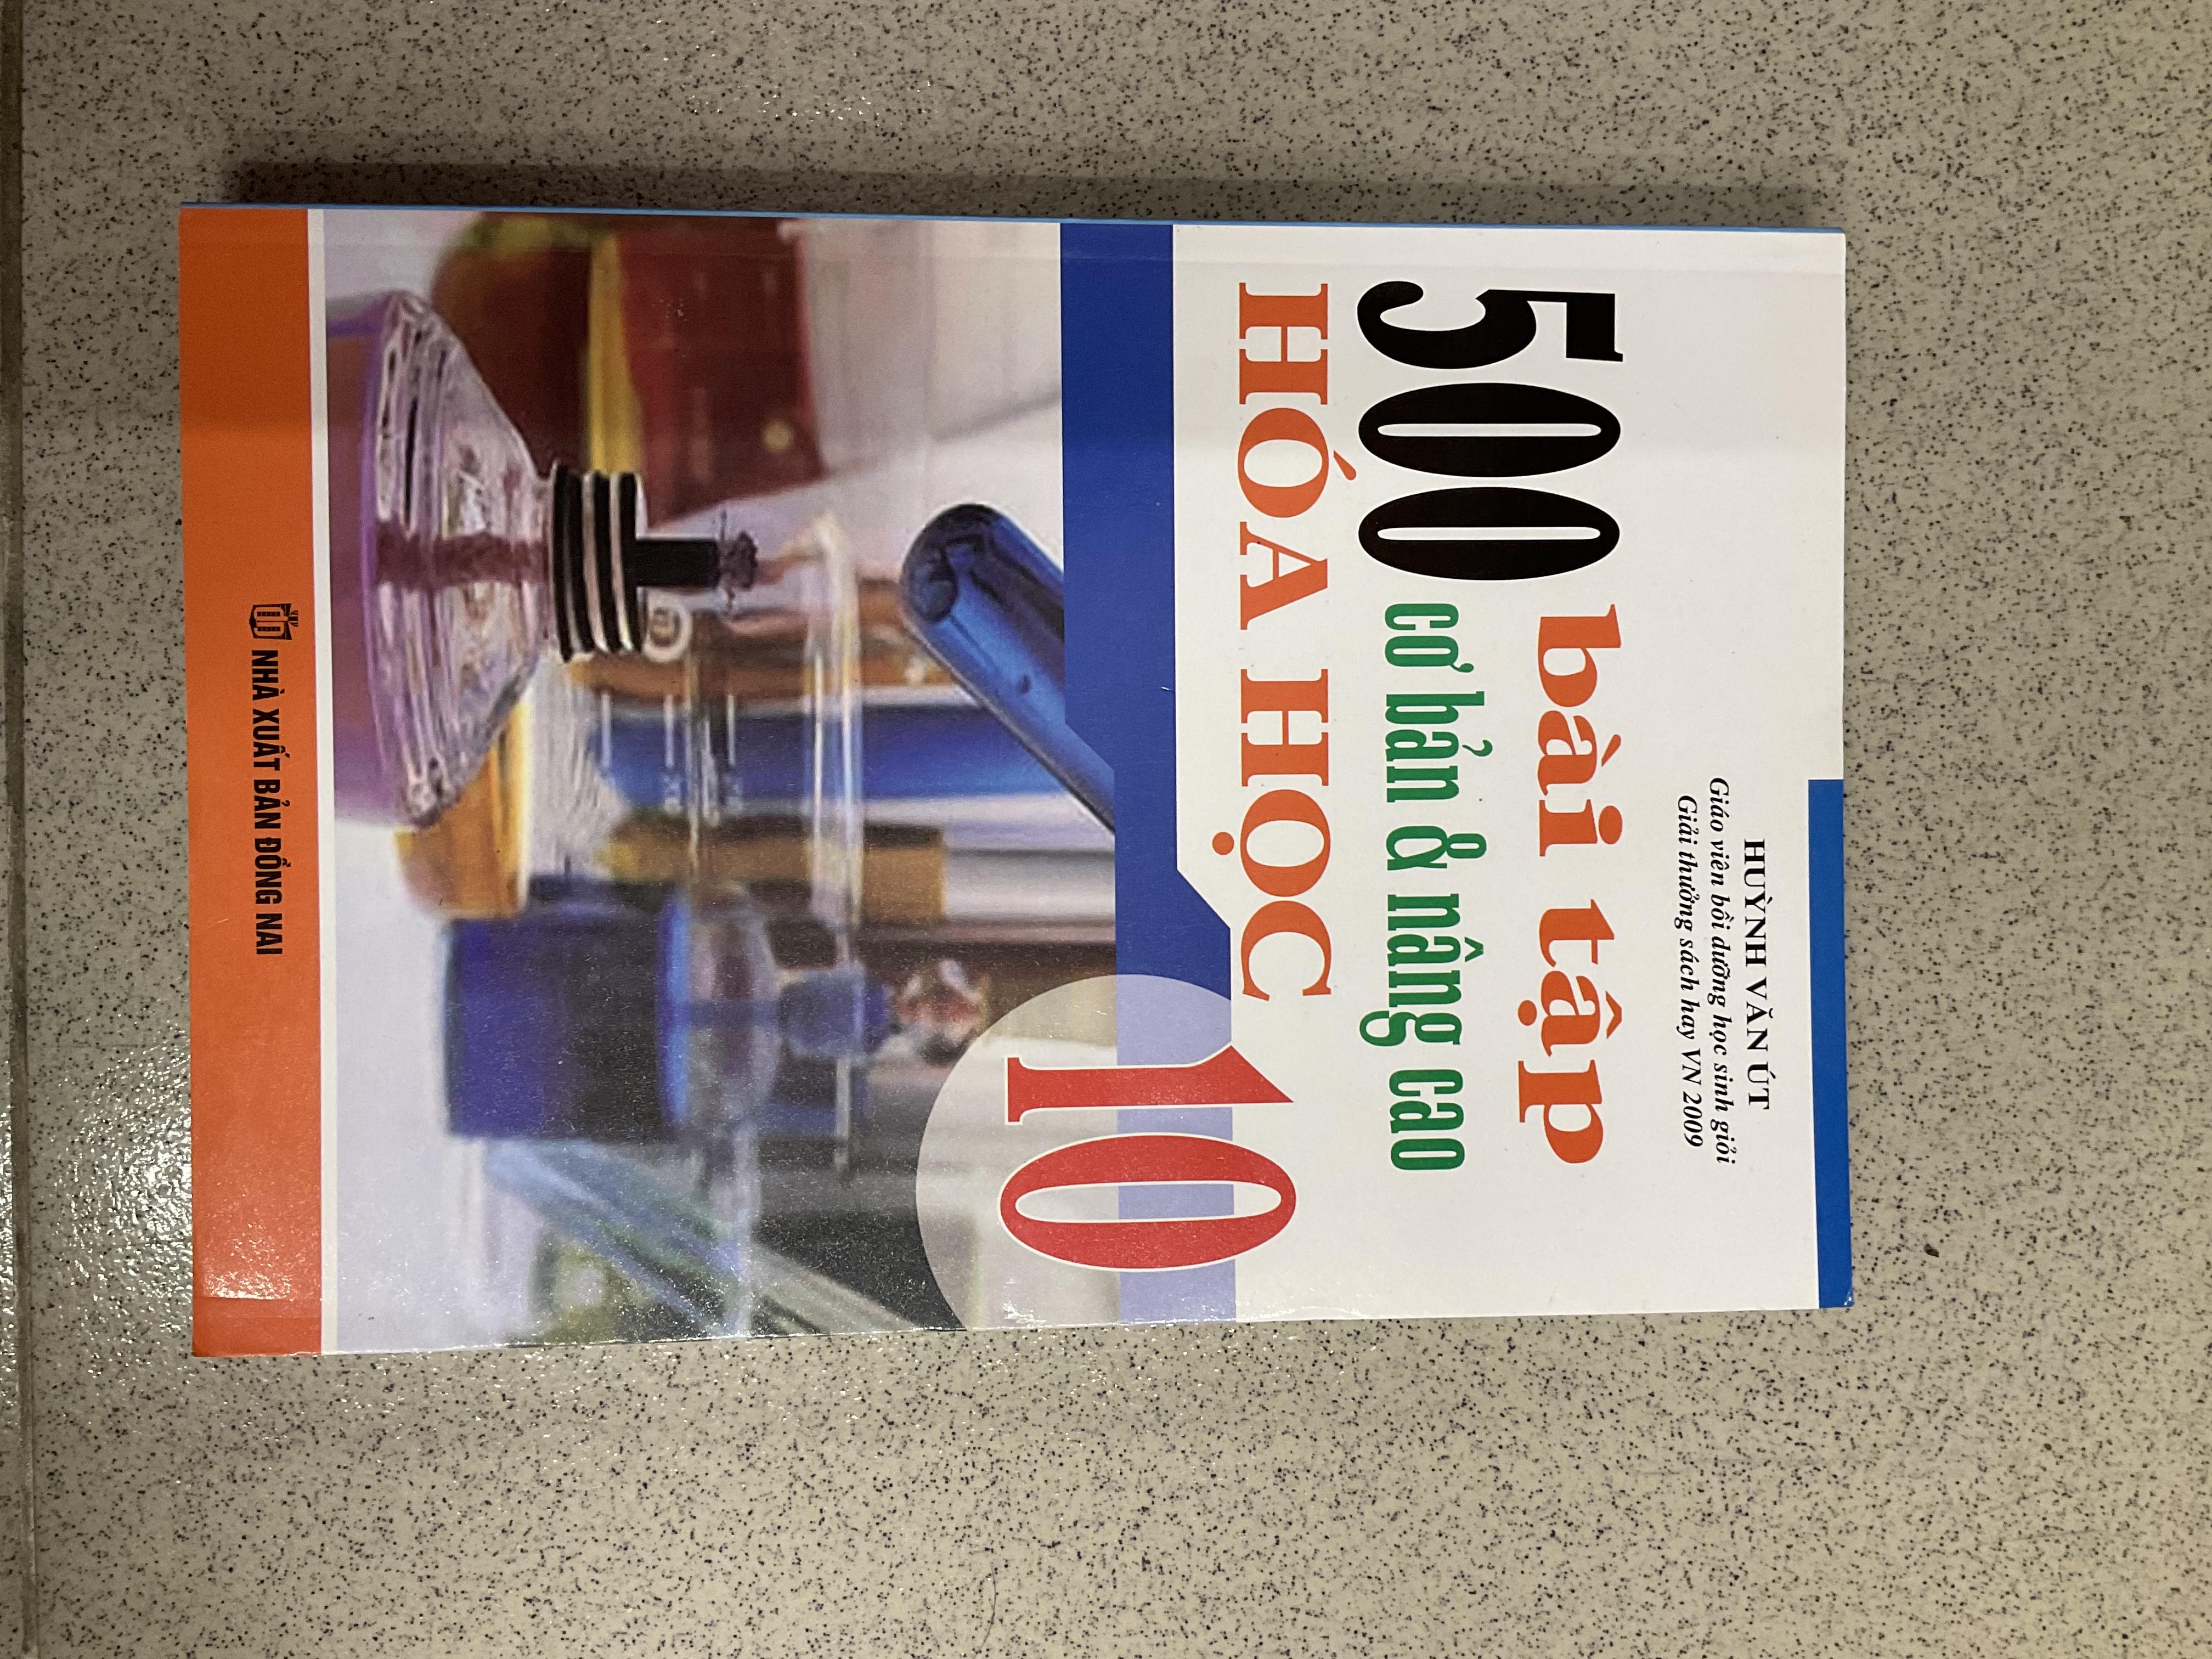 HUỲNH VĂN ÚT
Giáo viên bồi dưỡng học sinh giỏi
Giải thưởng sách hay VN 2009
500 bài tập
cơ bản & nâng cao
HÓA HỌC
10
NHÀ XUẤT BẢN ĐỒNG NAI